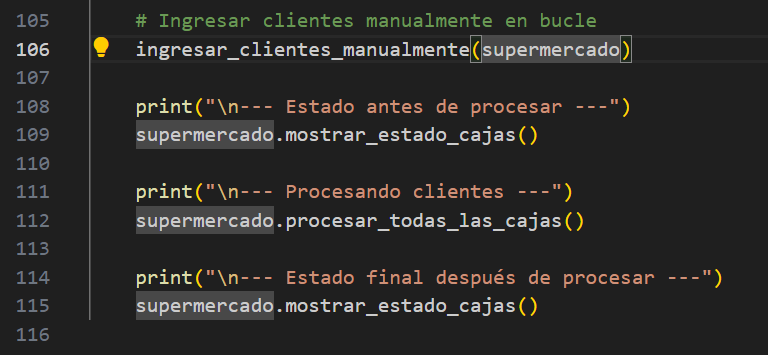 105 # Ingresar clientes manualmente en bucle
106 ingresar_clientes_manualmente(supermercado)
107
108 print("\n--- Estado antes de procesar ---")
109 supermercado.mostrar_estado_cajas()
110
111 print("\n--- Procesando clientes ---")
112 supermercado.procesar_todas_las_cajas()
113
114 print("\n--- Estado final después de procesar ---")
115 supermercado.mostrar_estado_cajas()
116